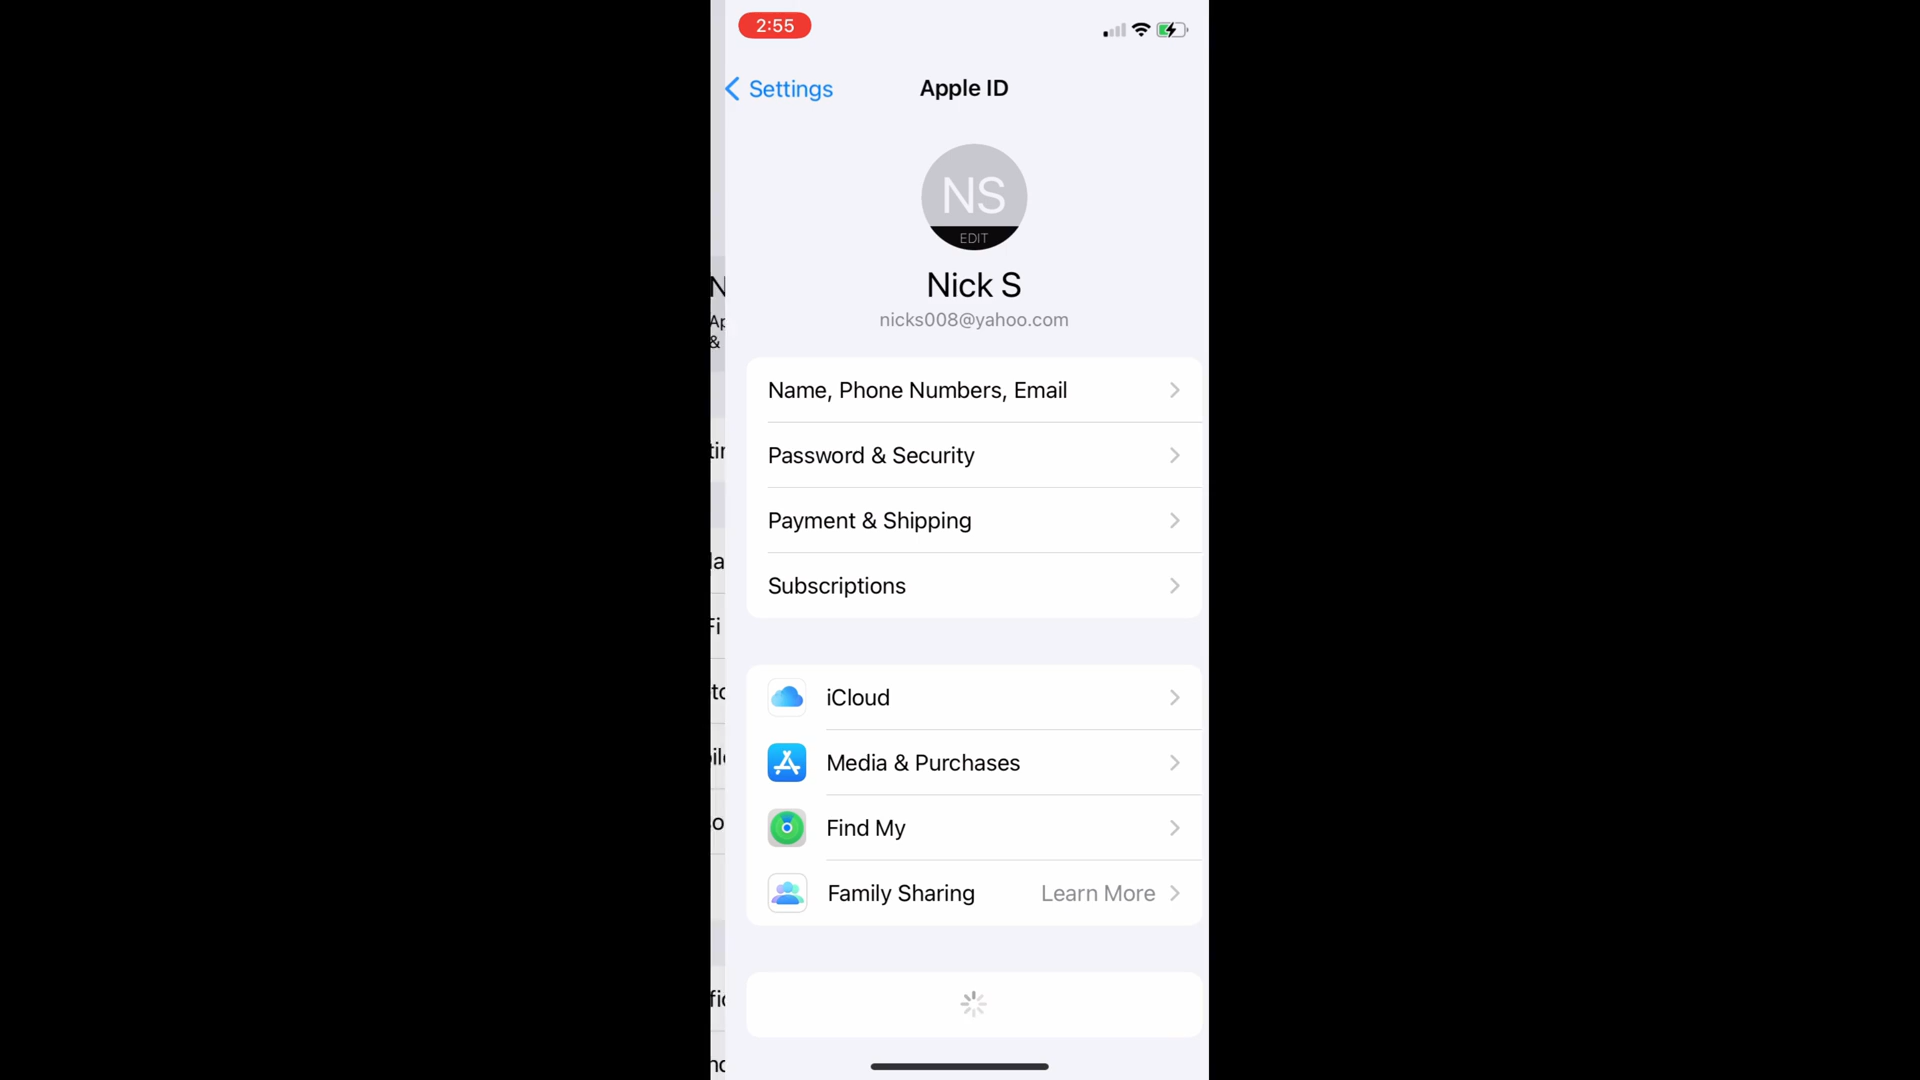 2:55
Settings
Apple ID
NS
EDIT
Nick S
nicks008@yahoo.com
Name, Phone Numbers, Email
Password & Security
Payment & Shipping
Subscriptions
iCloud
Media & Purchases
Find My
Family Sharing Learn More